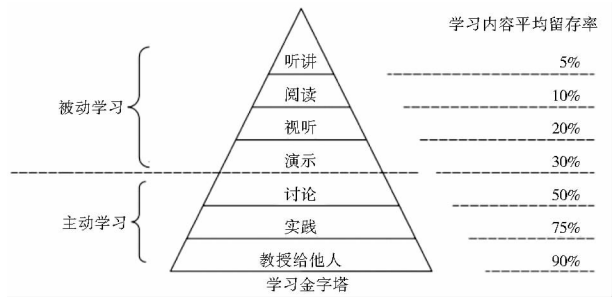 学习内容平均留存率
听讲 5%
阅读 10%
被动学习
视听 20%
演示 30%
讨论 50%
主动学习
实践 75%
教授给他人 90%
学习金字塔